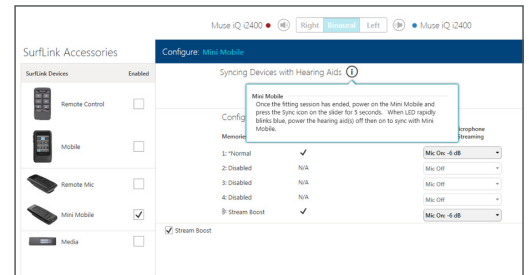 Muse iQ i2400 Right Binaural Left Muse iQ i2400
SurfLink Accessories
Configure: Mini Mobile
SurfLink Devices Enabled
Syncing Devices with Hearing Aids
Remote Control
Mobile
Remote Mic
Mini Mobile
Media
Mini Mobile
Once the fitting session has ended, power on the Mini Mobile and
press the Sync icon on the slider for 5 seconds. When LED rapidly
blinks blue, power the hearing aid(s) off then on to sync with Mini
Mobile.
Config
Memories
Streaming
1: *Normal Mic On: -6 dB
2: Disabled N/A Mic Off
3: Disabled N/A Mic Off
4: Disabled N/A Mic Off
Stream Boost Mic On: -6 dB
Stream Boost